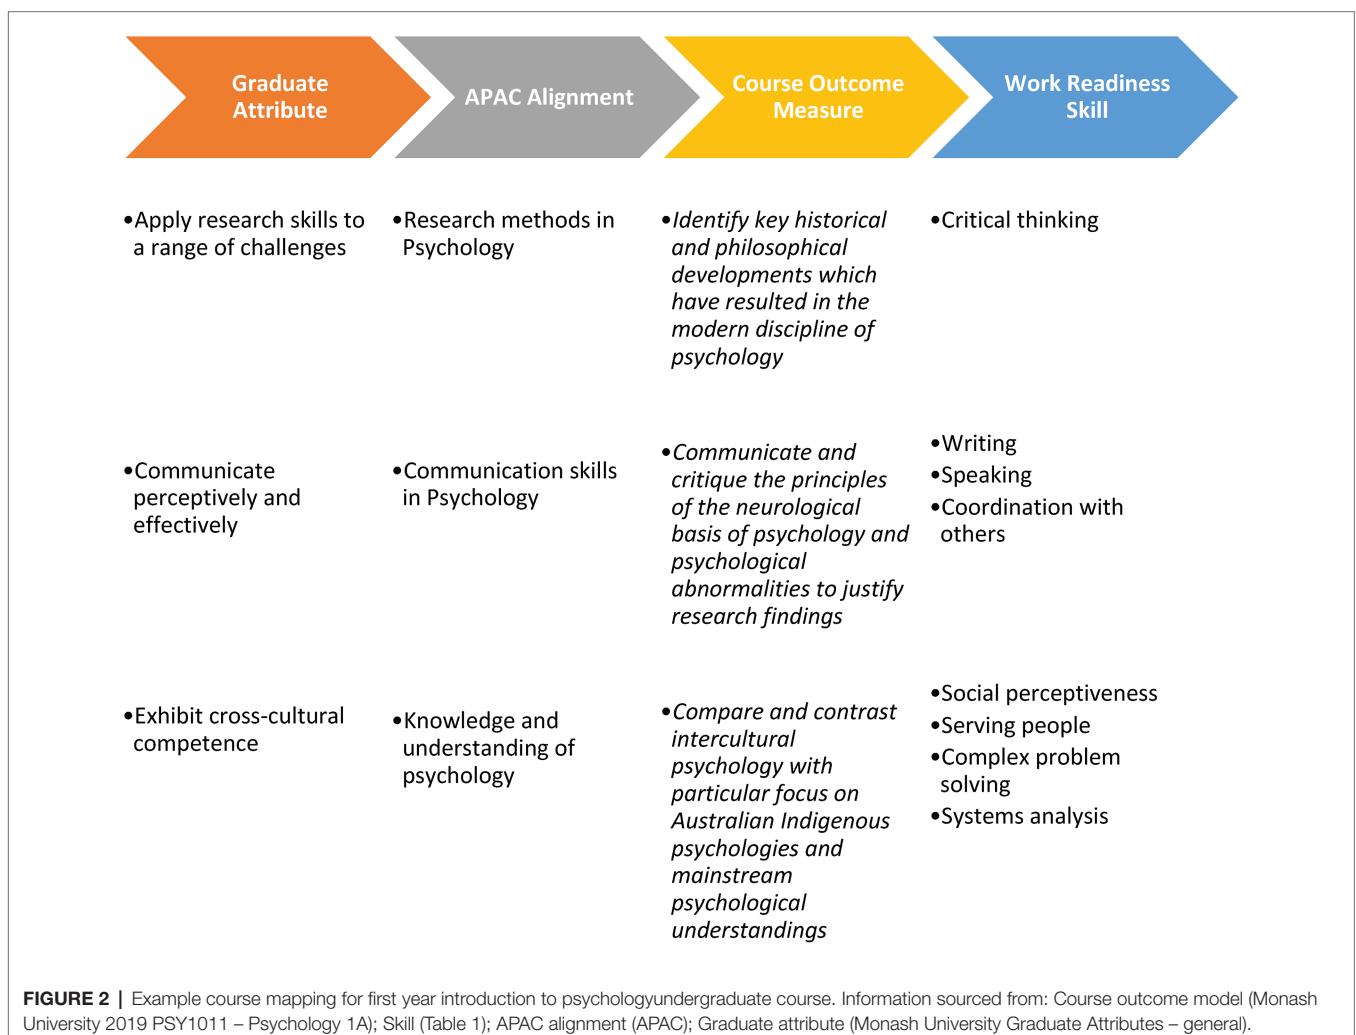 Graduate
Attribute
APAC Alignment
Course Outcome
Measure
Work Readiness
Skill
•Apply research skills to
a range of challenges
•Research methods in
Psychology
•Identify key historical
and philosophical
developments which
have resulted in the
modern discipline of
psychology
•Critical thinking
•Communicate
perceptively and
effectively
•Communication skills
in Psychology
•Communicate and
critique the principles
of the neurological
basis of psychology and
psychological
abnormalities to justify
research findings
•Writing
•Speaking
•Coordination with
others
•Exhibit cross-cultural
competence
•Knowledge and
understanding of
psychology
•Compare and contrast
intercultural
psychology with
particular focus on
Australian Indigenous
psychologies and
mainstream
psychological
understandings
•Social perceptiveness
•Serving people
•Complex problem
solving
•Systems analysis
FIGURE 2 | Example course mapping for first year introduction to psychologyundergraduate course. Information sourced from: Course outcome model (Monash
University 2019 PSY1011 – Psychology 1A); Skill (Table 1); APAC alignment (APAC); Graduate attribute (Monash University Graduate Attributes – general).